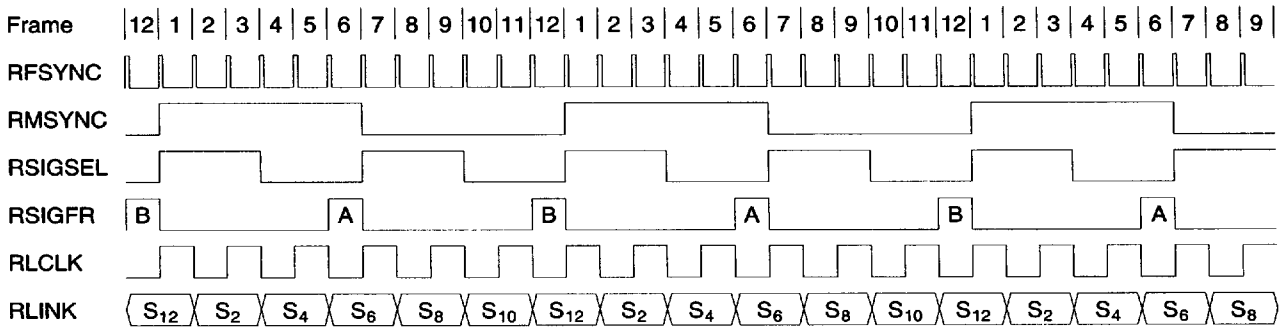 Frame 12 1 2 3 4 5 6 7 8 9 10 11 12 1 2 3 4 5 6 7 8 9 10 11 12 1 2 3 4 5 6 7 8 9
RFSYNC
RMSYNC
RSIGSEL
RSIGFR B A B A B A
RLCLK
RLINK S₁₂ S₂ S₄ S₆ S₈ S₁₀ S₁₂ S₂ S₄ S₆ S₈ S₁₀ S₁₂ S₂ S₄ S₆ S₈